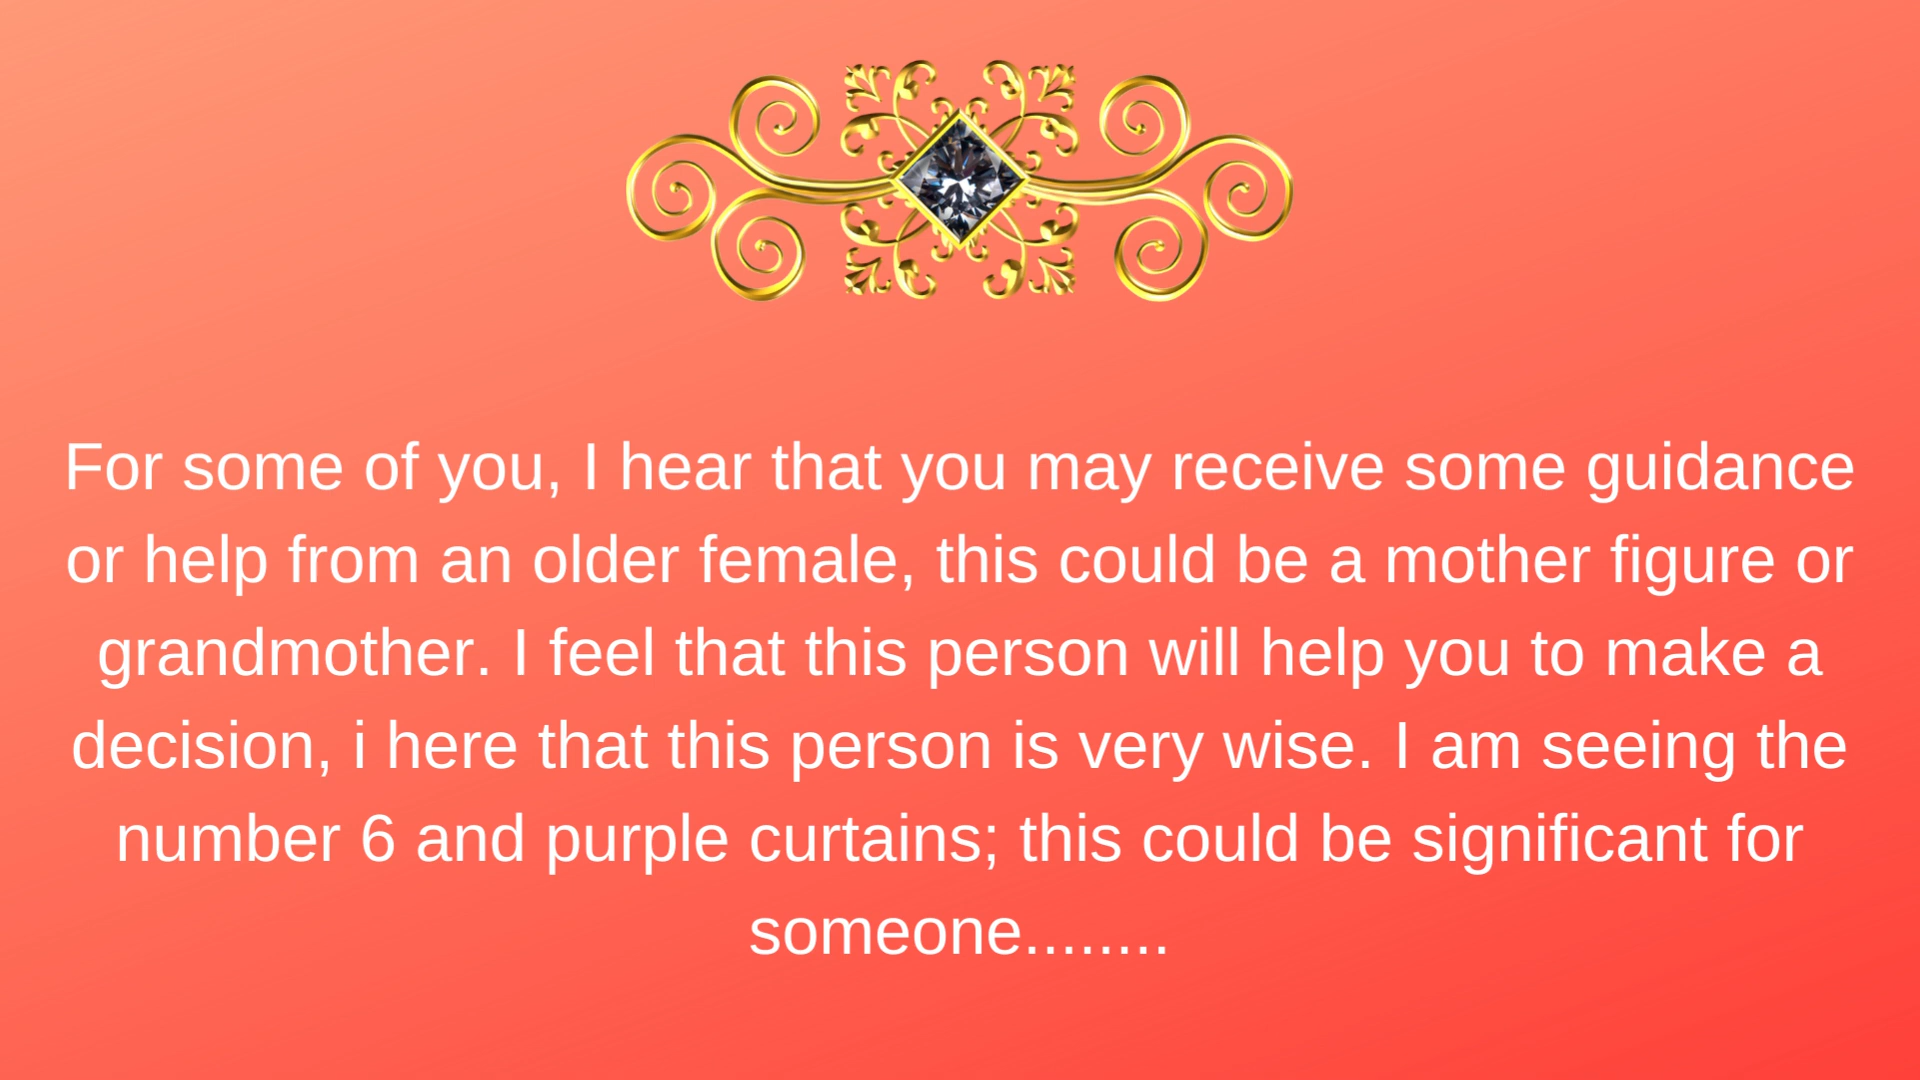 For some of you, I hear that you may receive some guidance
or help from an older female, this could be a mother figure or
grandmother. I feel that this person will help you to make a
decision, i here that this person is very wise. I am seeing the
number 6 and purple curtains; this could be significant for
someone........